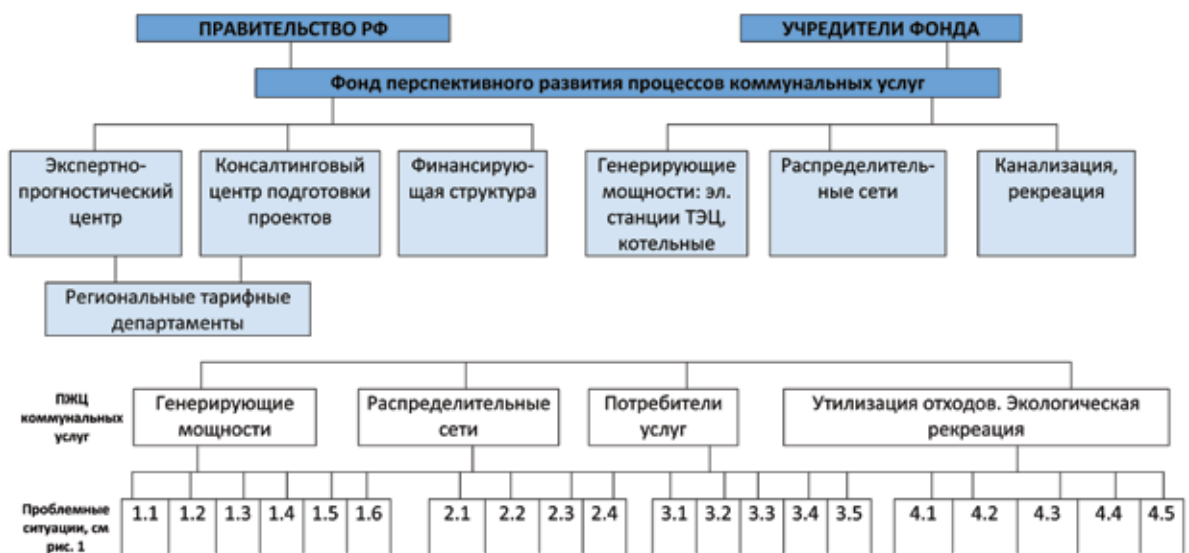 ПРАВИТЕЛЬСТВО РФ
УЧРЕДИТЕЛИ ФОНДА
Фонд перспективного развития процессов коммунальных услуг
Экспертно-
прогностический
центр
Консалтинговый
центр подготовки
проектов
Финансирую-
щая структура
Генерирующие
мощности: эл.
станции ТЭЦ,
котельные
Распределитель-
ные сети
Канализация,
рекреация
Региональные тарифные
департаменты
ПЖЦ
коммунальных
услуг
Генерирующие
мощности
Распределительные
сети
Потребители
услуг
Утилизация отходов. Экологическая
рекреация
Проблемные
ситуации, см
рис. 1
1.1 1.2 1.3 1.4 1.5 1.6 2.1 2.2 2.3 2.4 3.1 3.2 3.3 3.4 3.5 4.1 4.2 4.3 4.4 4.5